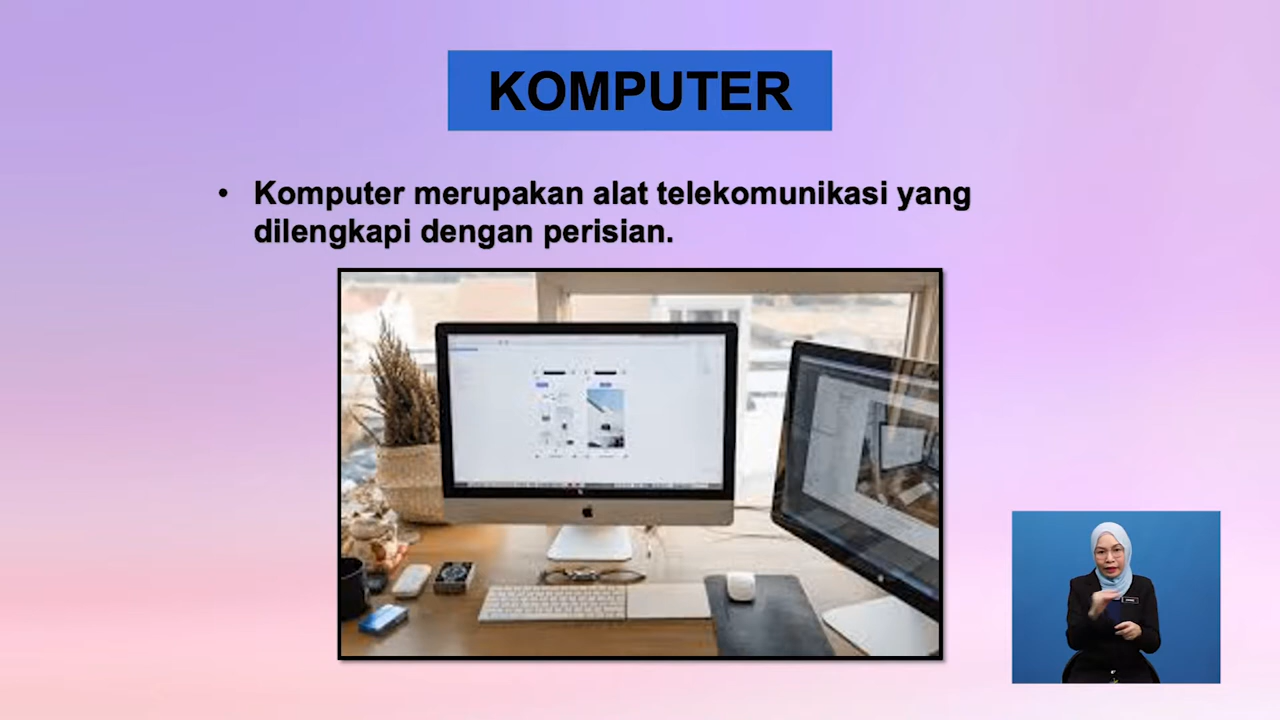 KOMPUTER
• Komputer merupakan alat telekomunikasi yang
dilengkapi dengan perisian.